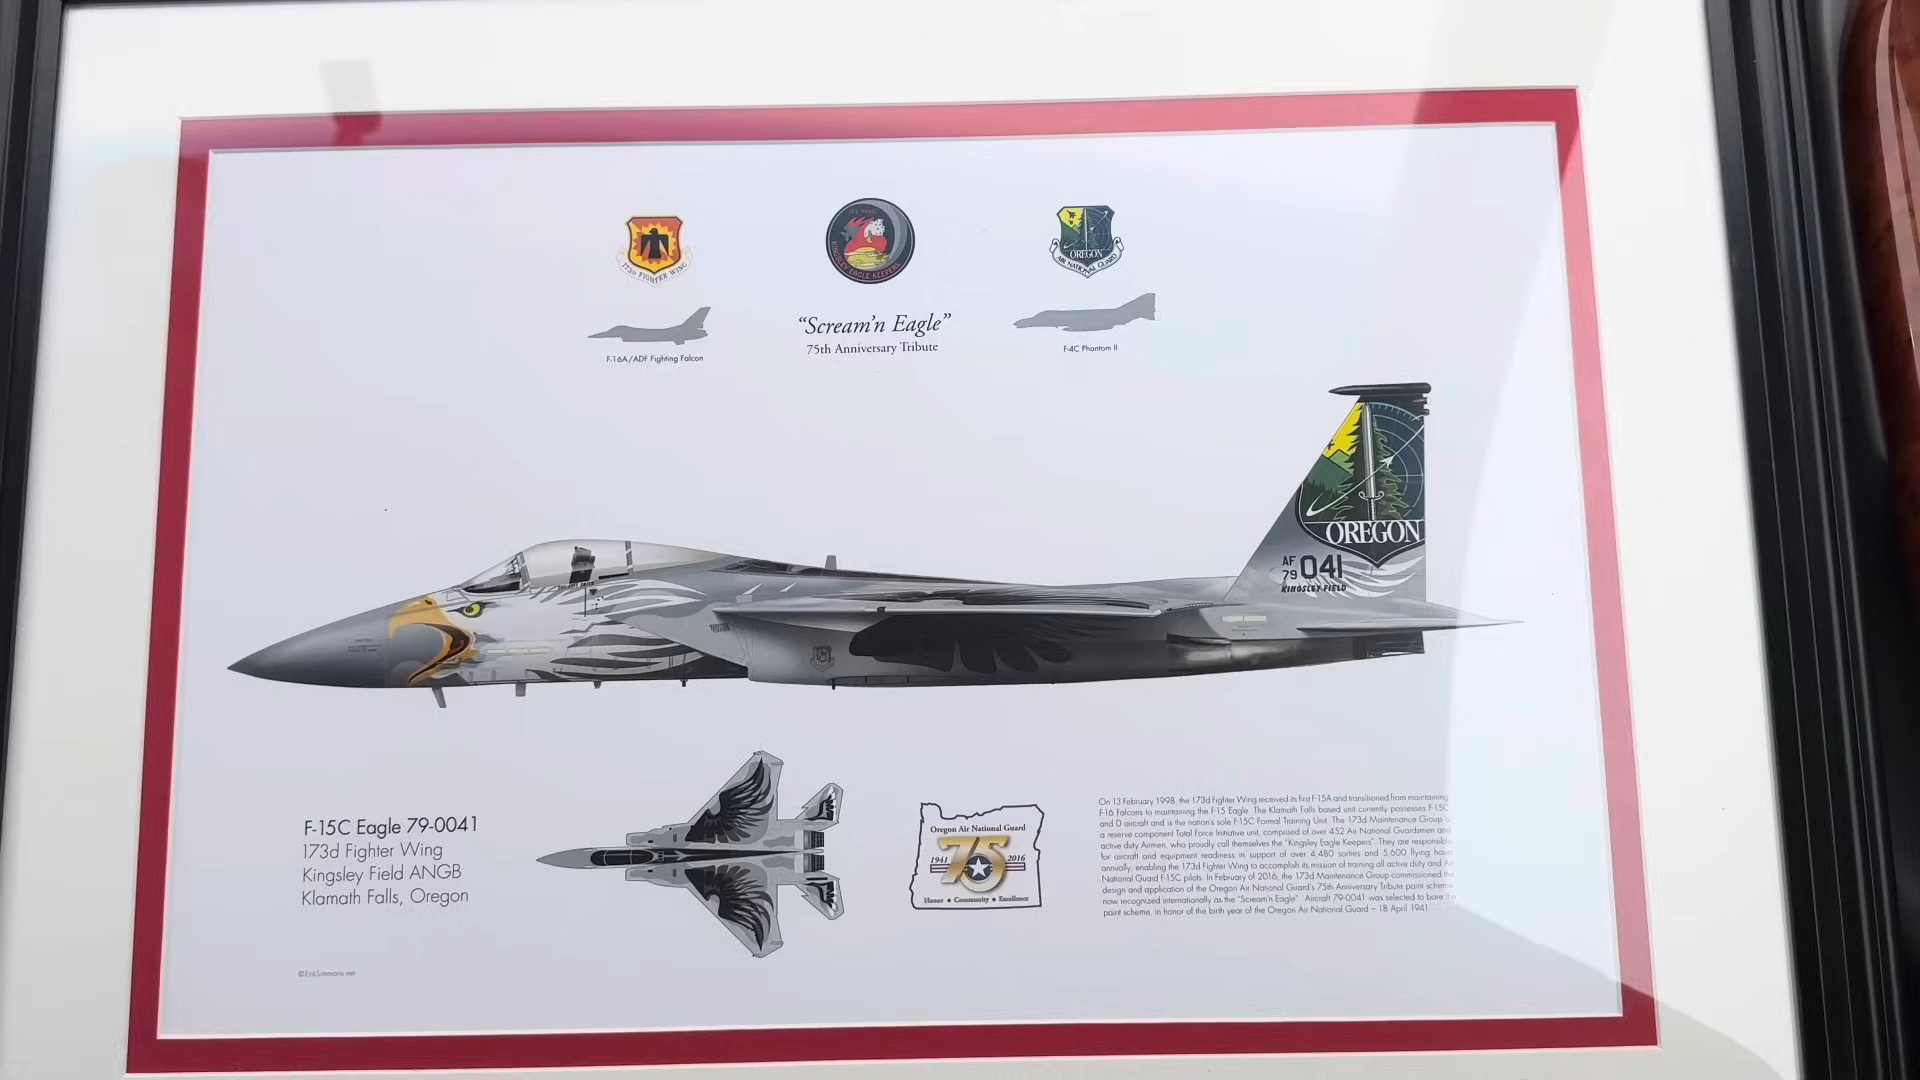 173D FIGHTER WING
173 MXG
KINGSLEY EAGLE KEEPERS
OREGON
AIR NATIONAL GUARD
F-16A/ADF Fighting Falcon
“Scream’n Eagle”
75th Anniversary Tribute
F-4C Phantom II
OREGON
AF
79 041
KINGSLEY FIELD
F-15C Eagle 79-0041
173d Fighter Wing
Kingsley Field ANGB
Klamath Falls, Oregon
Oregon Air National Guard
75
1941 2016
Honor ★ Community ★ Excellence
On 13 February 1998, the 173d Fighter Wing received its first F-15A and transitioned from maintaining
F-16 Falcons to maintaining the F-15 Eagle. The Klamath Falls based unit currently possesses F-15C
and D aircraft and is the nation's sole F-15C Formal Training Unit. The 173d Maintenance Group is
a reserve component Total Force Initiative unit, comprised of over 452 Air National Guardsmen and
active duty Airmen, who proudly call themselves the "Kingsley Eagle Keepers". They are responsible
for aircraft and equipment readiness in support of over 4,480 sorties and 5,600 flying hours
annually, enabling the 173d Fighter Wing to accomplish its mission of training all active duty and Air
National Guard F-15C pilots. In February of 2016, the 173d Maintenance Group commissioned the
design and application of the Oregon Air National Guard's 75th Anniversary Tribute paint scheme
now recognized internationally as the "Scream'n Eagle". Aircraft 79-0041 was selected to bare the
paint scheme, in honor of the birth year of the Oregon Air National Guard – 18 April 1941
©ErikSimmons.net